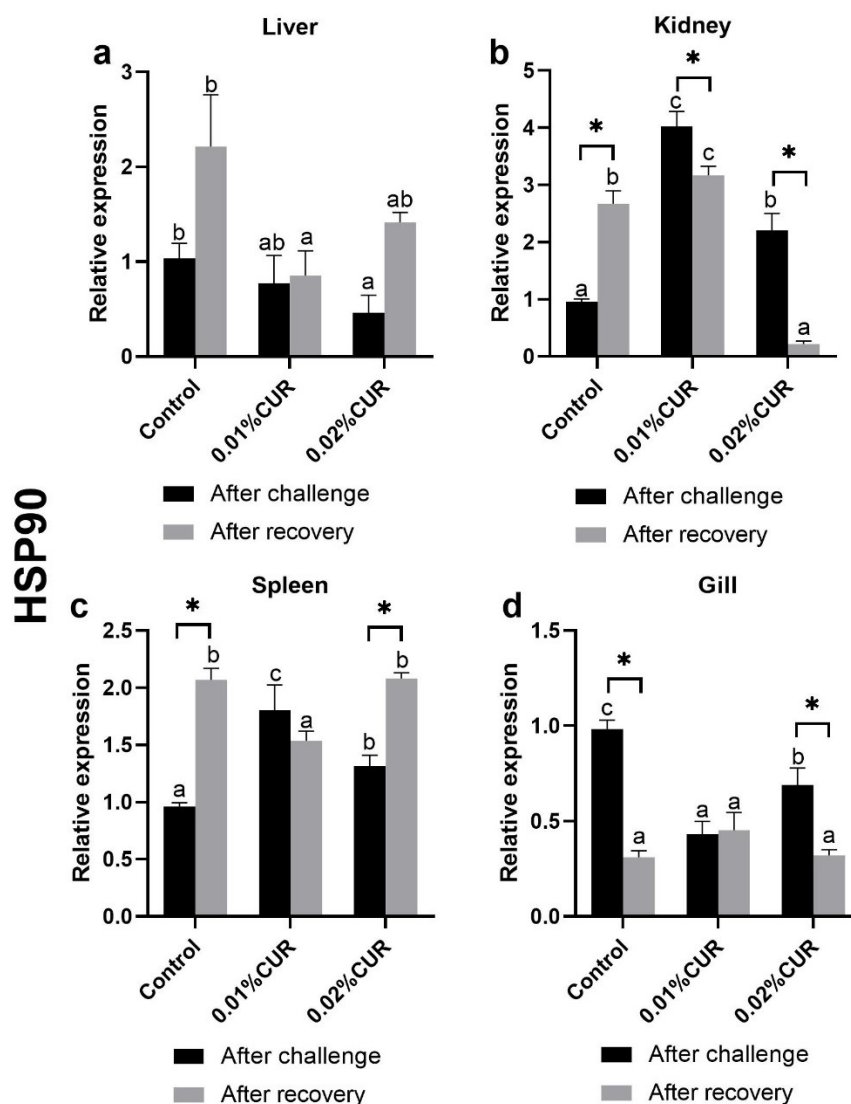 HSP90
a
Liver
Relative expression
3
2
1
0
b
b
ab
a
a
ab
Control
0.01%CUR
0.02%CUR
After challenge
After recovery
b
Kidney
Relative expression
5
4
3
2
1
0
*
*
*
a
b
c
c
b
a
Control
0.01%CUR
0.02%CUR
After challenge
After recovery
c
Spleen
Relative expression
2.5
2.0
1.5
1.0
0.5
0.0
*
*
a
b
c
a
b
b
Control
0.01%CUR
0.02%CUR
After challenge
After recovery
d
Gill
Relative expression
1.5
1.0
0.5
0.0
*
*
c
a
a
a
b
a
Control
0.01%CUR
0.02%CUR
After challenge
After recovery